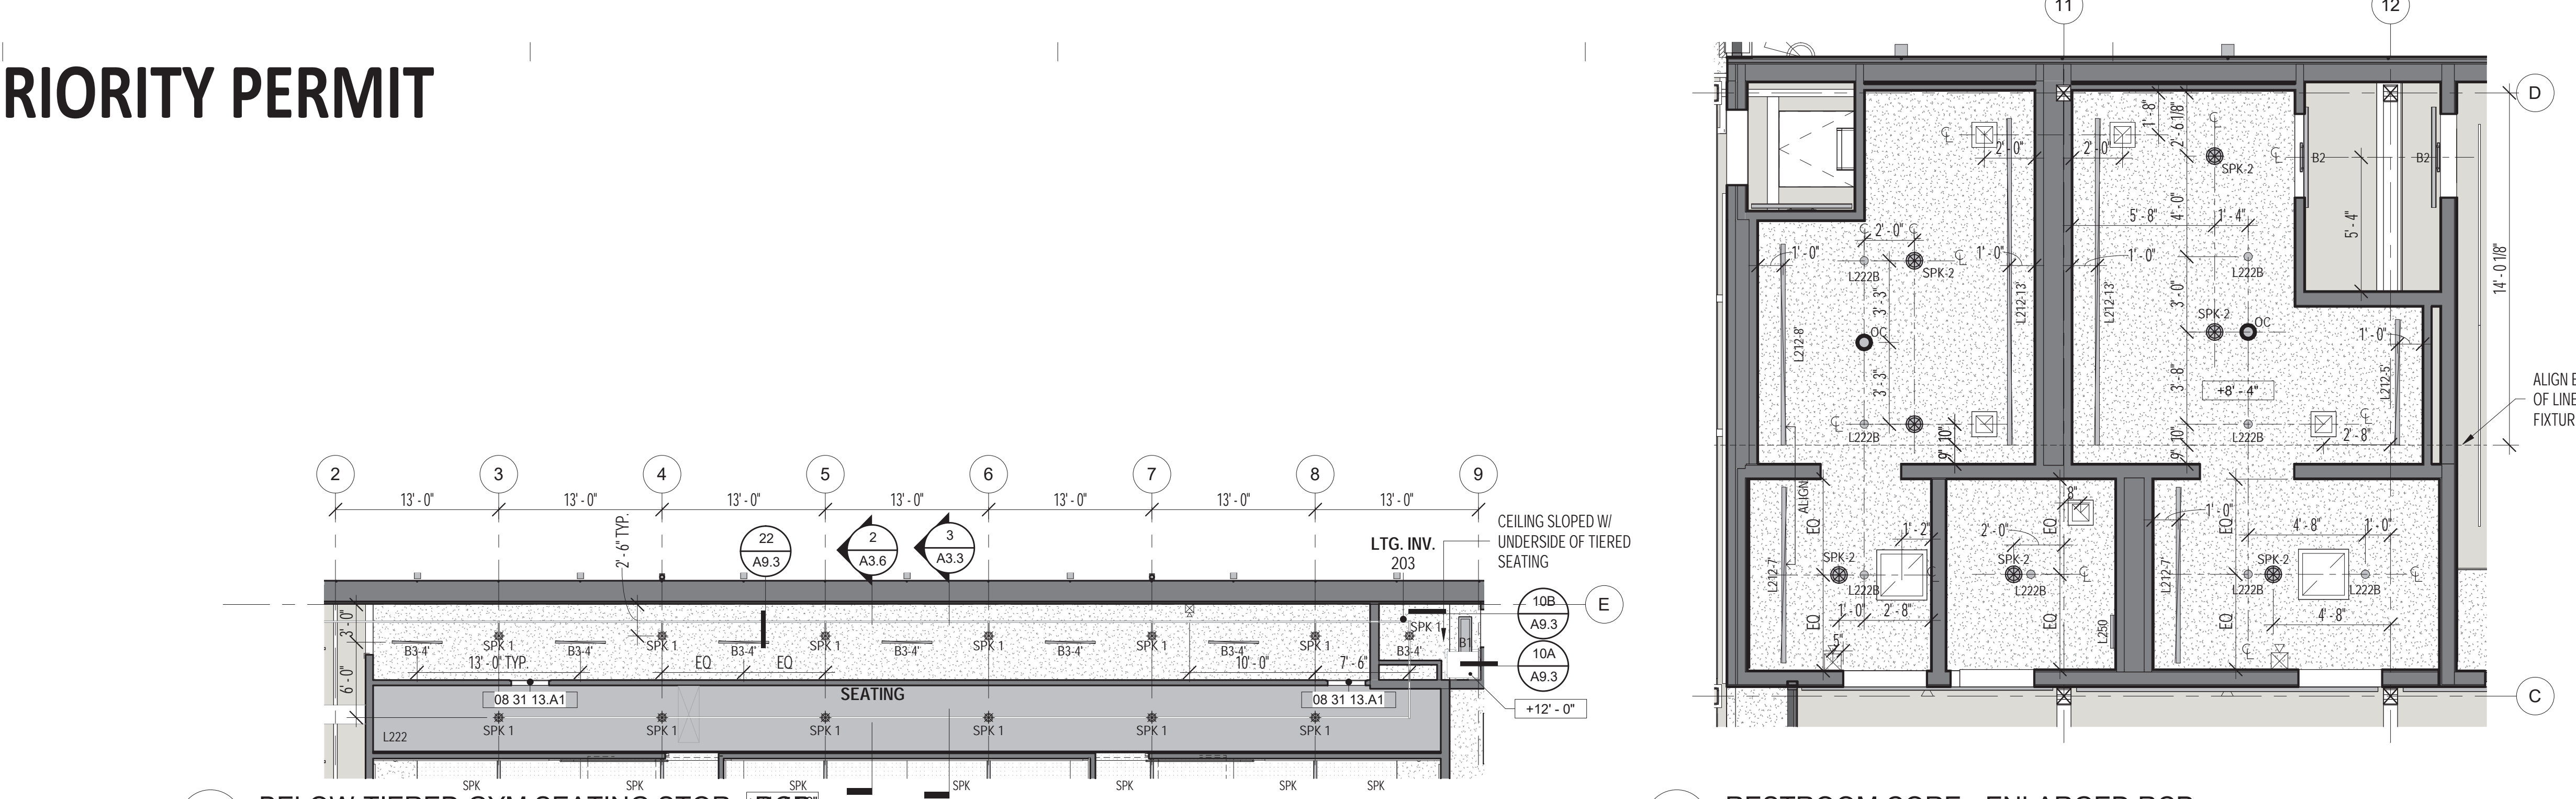 RIORITY PERMIT
2
3
4
5
6
7
8
9
13' - 0"
13' - 0"
13' - 0"
13' - 0"
13' - 0"
13' - 0"
13' - 0"
2' - 6" TYP.
22
A9.3
2
A3.6
3
A3.3
LTG. INV.
203
CEILING SLOPED W/
UNDERSIDE OF TIERED
SEATING
10B
A9.3
E
10A
A9.3
+12' - 0"
3' - 0"
6' - 0"
SPK 1
SPK 1
SPK 1
SPK 1
SPK 1
SPK 1
SPK 1
B3-4'
B3-4'
B3-4'
B3-4'
B3-4'
B3-4'
B3-4'
B1
13' - 0" TYP.
EQ
EQ
10' - 0"
7' - 6"
08 31 13.A1
SEATING
08 31 13.A1
L222
SPK 1
SPK 1
SPK 1
SPK 1
SPK 1
SPK 1
SPK
SPK
SPK
SPK
SPK
SPK
SPK
BELOW TIERED GYM SEATING STOR - RCP
11
12
D
2' - 0"
2' - 0"
1' - 8"
2' - 6 1/8"
SPK-2
B2
B2
5' - 8"
4' - 0"
1' - 4"
5' - 4"
14' - 0 1/8"
2' - 0"
1' - 0"
L222B
SPK-2
1' - 0"
1' - 0"
L222B
3' - 3"
L212-13'
L212-13'
3' - 0"
L212-8'
OC
SPK-2
OC
1' - 0"
3' - 3"
3' - 8"
+8' - 4"
L212-5'
L222B
10"
9"
10"
9"
L222B
2' - 8"
OF LINE
ALIGN
EQ
8"
1' - 2"
2' - 0"
EQ
1' - 0"
EQ
4' - 8"
1' - 0"
L212-7'
SPK-2
L222B
SPK-2
L222B
L212-7'
SPK-2
L222B
L222B
1' - 0"
2' - 8"
EQ
5"
EQ
L250
EQ
4' - 8"
C
RESTROOM CORE - ENLARGED RCP